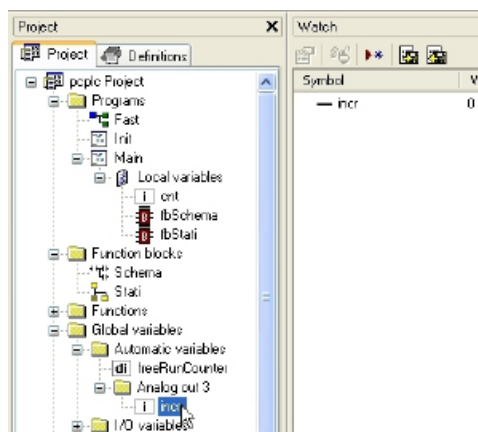 Project X
Watch
Project Definitions
Symbol V
pcplc Project
incr 0
Programs
Fast
Init
Main
Local variables
i cnt
fbSchema
fbStati
Function blocks
Schema
Stati
Functions
Global variables
Automatic variables
di freeRunCounter
Analog out 3
i incr
I/O variables